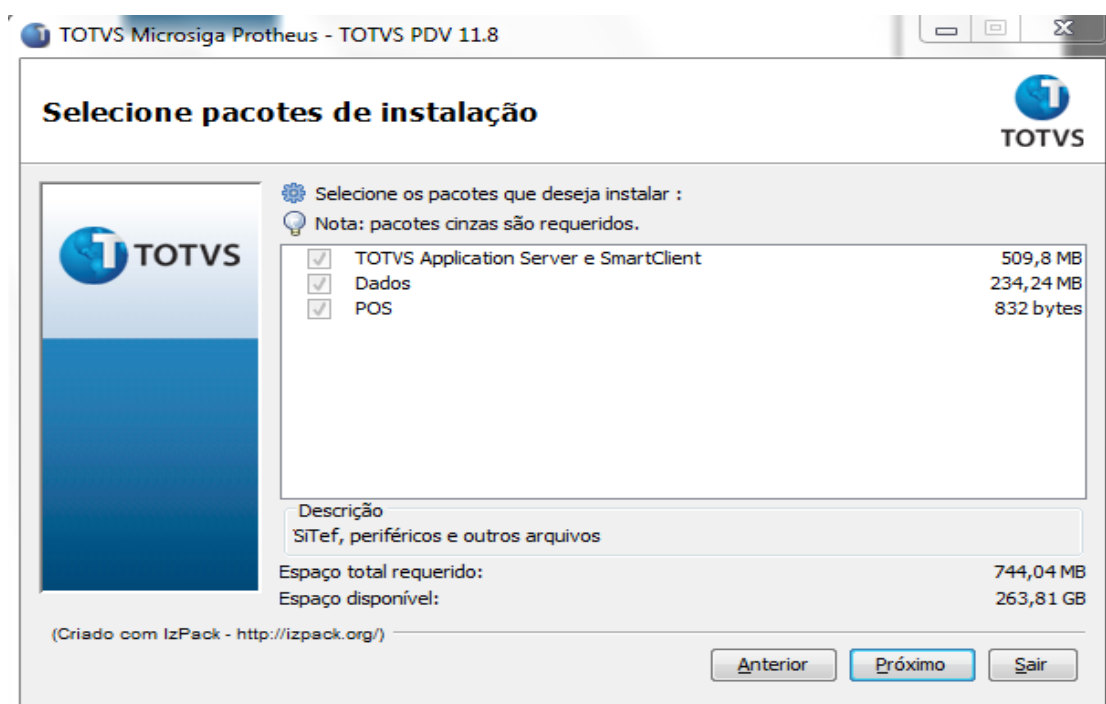 TOTVS Microsiga Protheus - TOTVS PDV 11.8
Selecione pacotes de instalação
TOTVS
TOTVS
Selecione os pacotes que deseja instalar :
Nota: pacotes cinzas são requeridos.
TOTVS Application Server e SmartClient 509,8 MB
Dados 234,24 MB
POS 832 bytes
Descrição
SiTef, periféricos e outros arquivos
Espaço total requerido: 744,04 MB
Espaço disponível: 263,81 GB
(Criado com IzPack - http://izpack.org/)
Anterior Próximo Sair